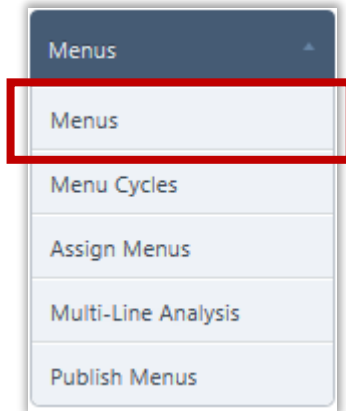 Menus
Menus
Menu Cycles
Assign Menus
Multi-Line Analysis
Publish Menus